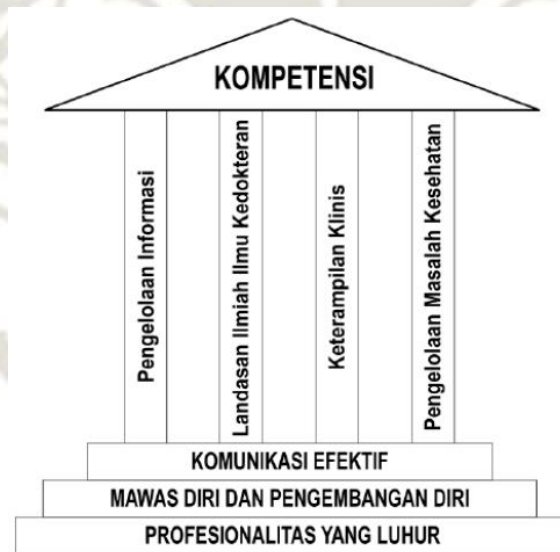 KOMPETENSI
Pengelolaan Informasi
Landasan Ilmiah Ilmu Kedokteran
Keterampilan Klinis
Pengelolaan Masalah Kesehatan
KOMUNIKASI EFEKTIF
MAWAS DIRI DAN PENGEMBANGAN DIRI
PROFESIONALITAS YANG LUHUR